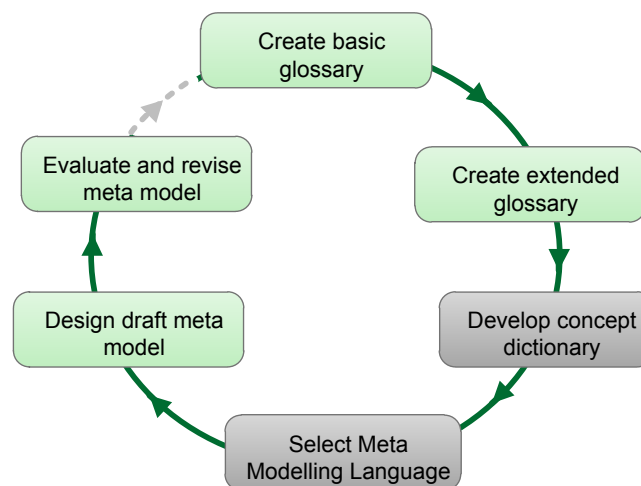 Create basic
glossary
Create extended
glossary
Develop concept
dictionary
Select Meta
Modelling Language
Design draft meta
model
Evaluate and revise
meta model